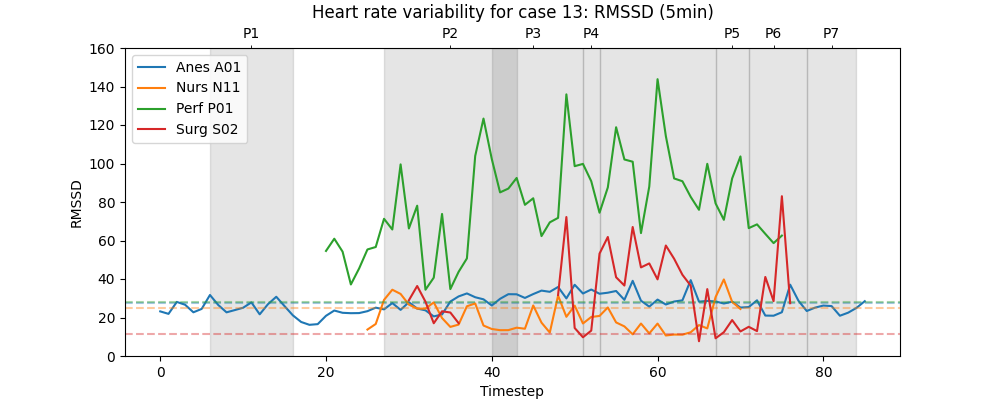 Heart rate variability for case 13: RMSSD (5min)
P1 P2 P3 P4 P5 P6 P7
160
140
120
100
80
60
40
20
0
RMSSD
Anes A01
Nurs N11
Perf P01
Surg S02
0 20 40 60 80
Timestep